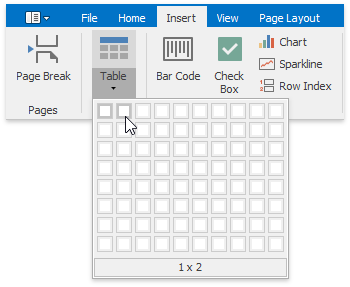 File Home Insert View Page Layout
Page Break
Table
Bar Code
Check
Box
Chart
Sparkline
Row Index
Pages
1 x 2